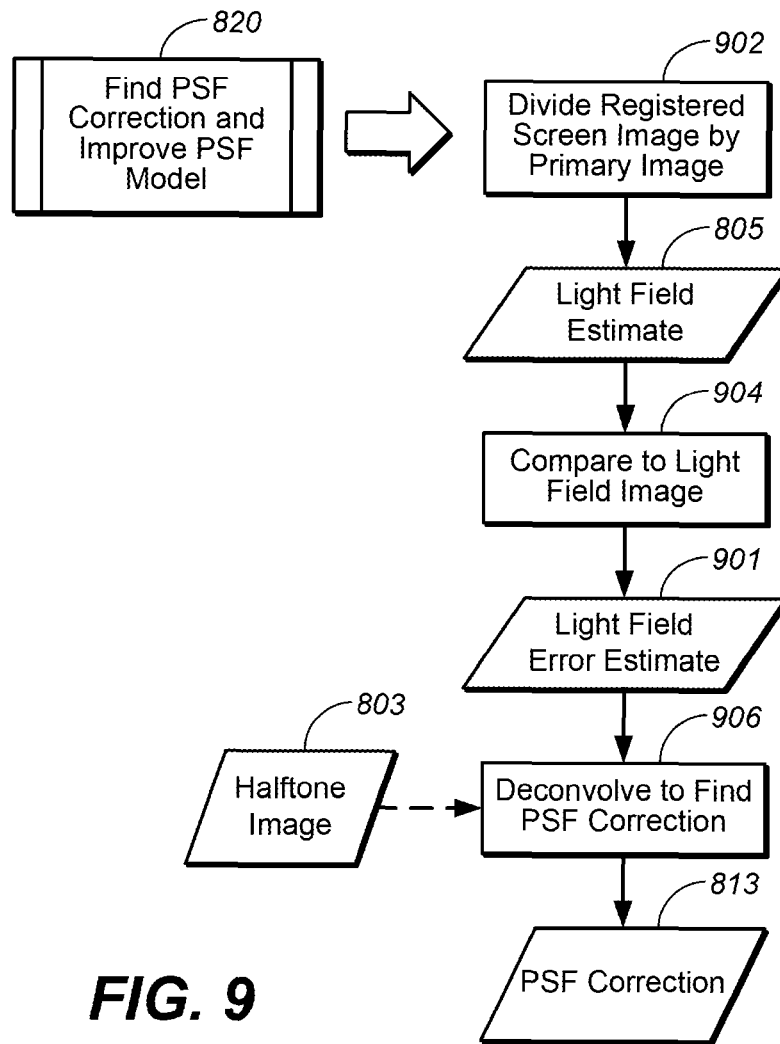 820
Find PSF
Correction and
Improve PSF
Model
902
Divide Registered
Screen Image by
Primary Image
805
Light Field
Estimate
904
Compare to Light
Field Image
901
Light Field
Error Estimate
803
Halftone
Image
906
Deconvolve to Find
PSF Correction
813
PSF Correction
FIG. 9